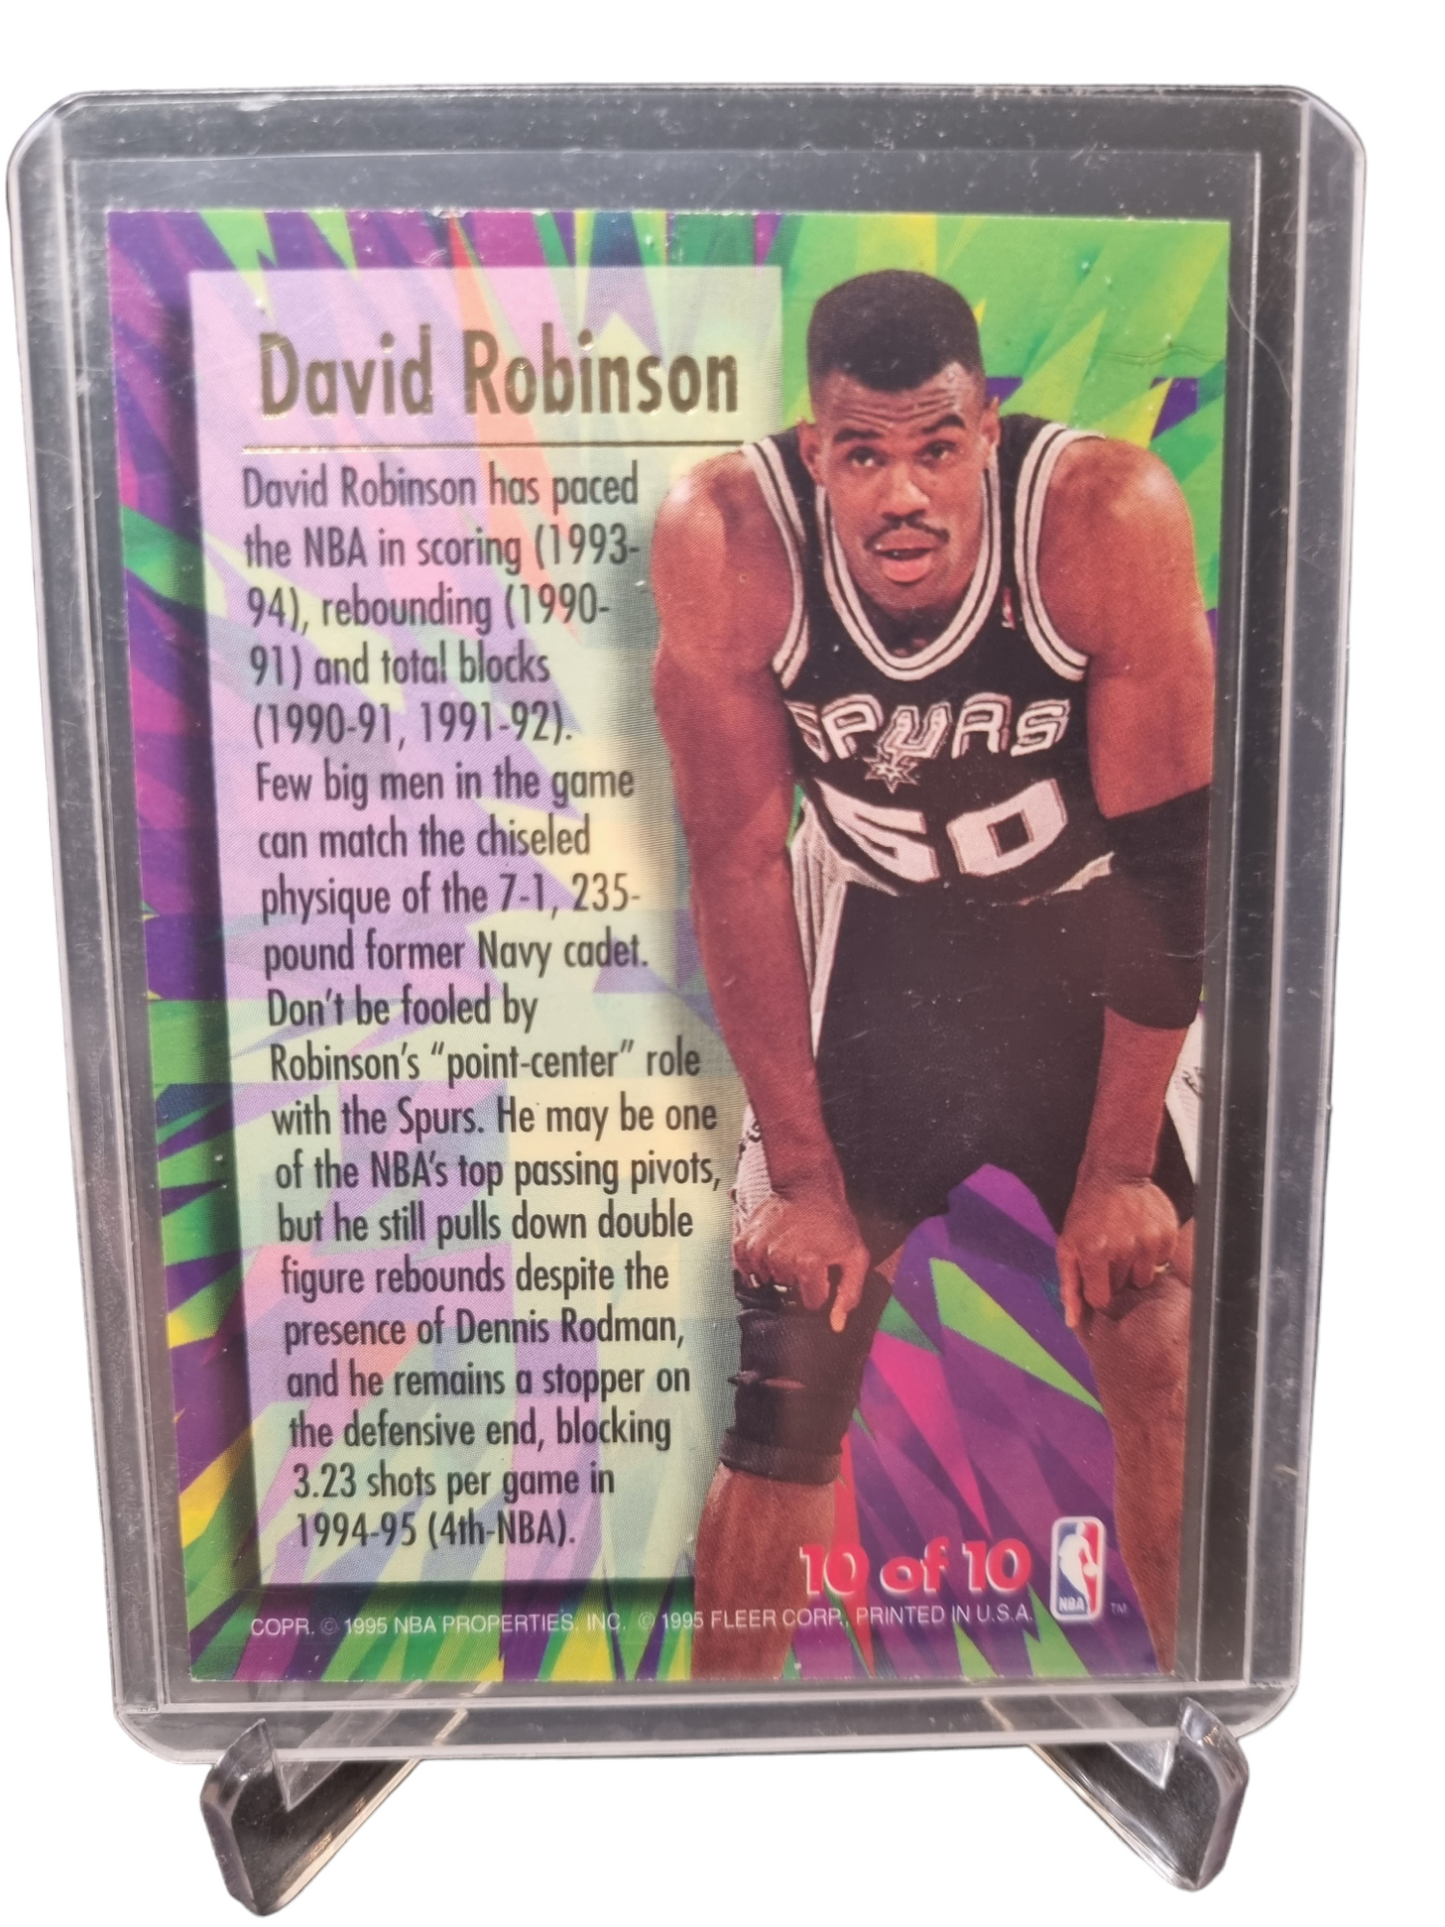 David Robinson
David Robinson has paced
the NBA in scoring (1993-
94), rebounding (1990-
91) and total blocks
(1990-91, 1991-92).
Few big men in the game
can match the chiseled
physique of the 7-1, 235-
pound former Navy cadet.
Don't be fooled by
Robinson's "point-center" role
with the Spurs. He may be one
of the NBA's top passing pivots,
but he still pulls down double
figure rebounds despite the
presence of Dennis Rodman,
and he remains a stopper on
the defensive end, blocking
3.23 shots per game in
1994-95 (4th-NBA).
SPURS
50
10 of 10
NBA
TM
COPR. © 1995 NBA PROPERTIES, INC. © 1995 FLEER CORP., PRINTED IN U.S.A.